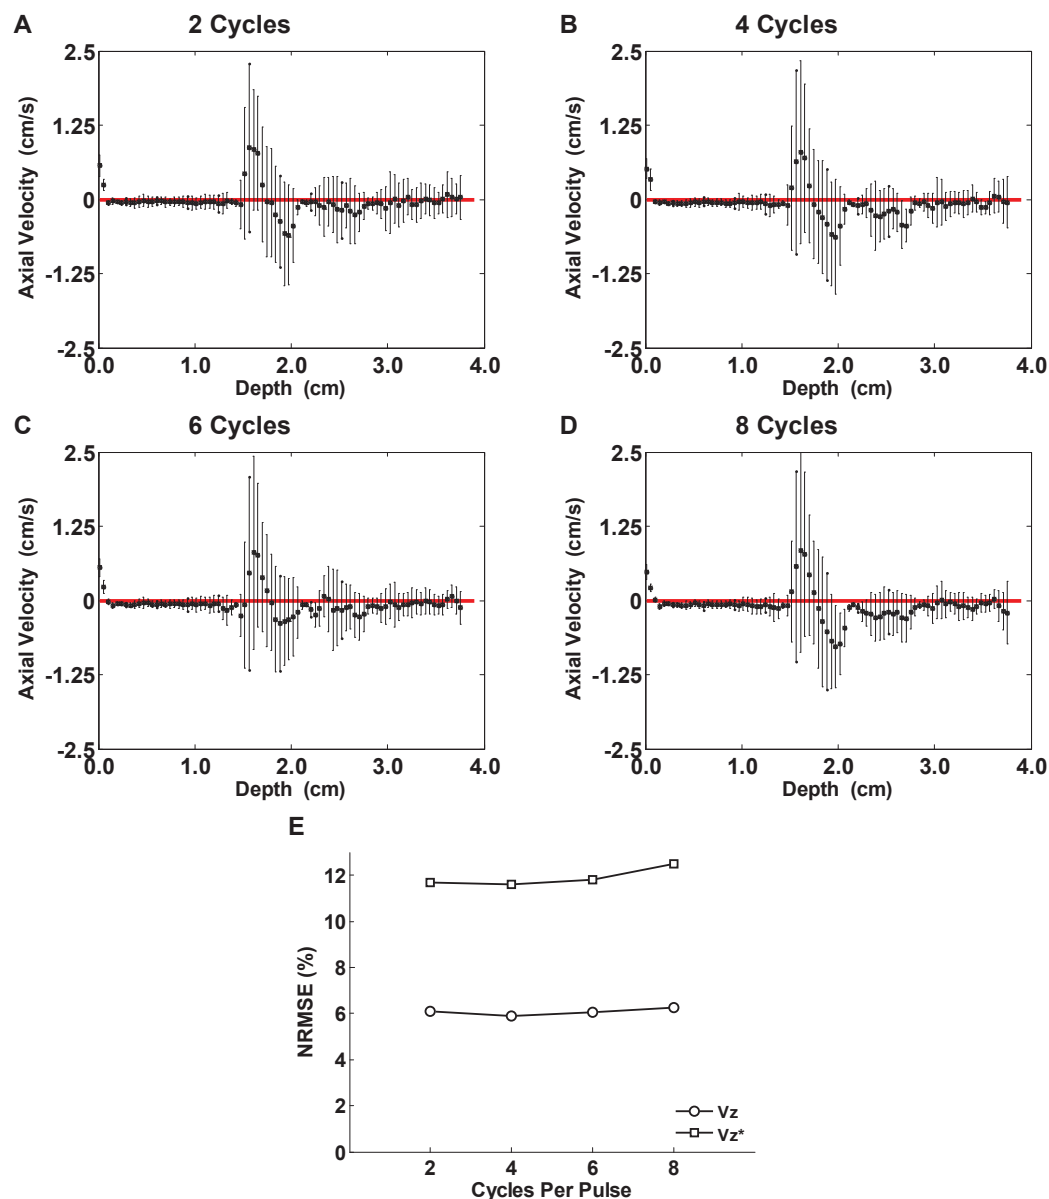 A 2 Cycles
B 4 Cycles
2.5 2.5
1.25 1.25
0 0
-1.25 -1.25
-2.5 -2.5
Axial Velocity (cm/s) Axial Velocity (cm/s)
0.0 1.0 2.0 3.0 4.0 0.0 1.0 2.0 3.0 4.0
Depth (cm) Depth (cm)
C 6 Cycles
D 8 Cycles
2.5 2.5
1.25 1.25
0 0
-1.25 -1.25
-2.5 -2.5
Axial Velocity (cm/s) Axial Velocity (cm/s)
0.0 1.0 2.0 3.0 4.0 0.0 1.0 2.0 3.0 4.0
Depth (cm) Depth (cm)
E
12
10
8
6
4
2
0
NRMSE (%)
Vz
Vz*
2 4 6 8
Cycles Per Pulse